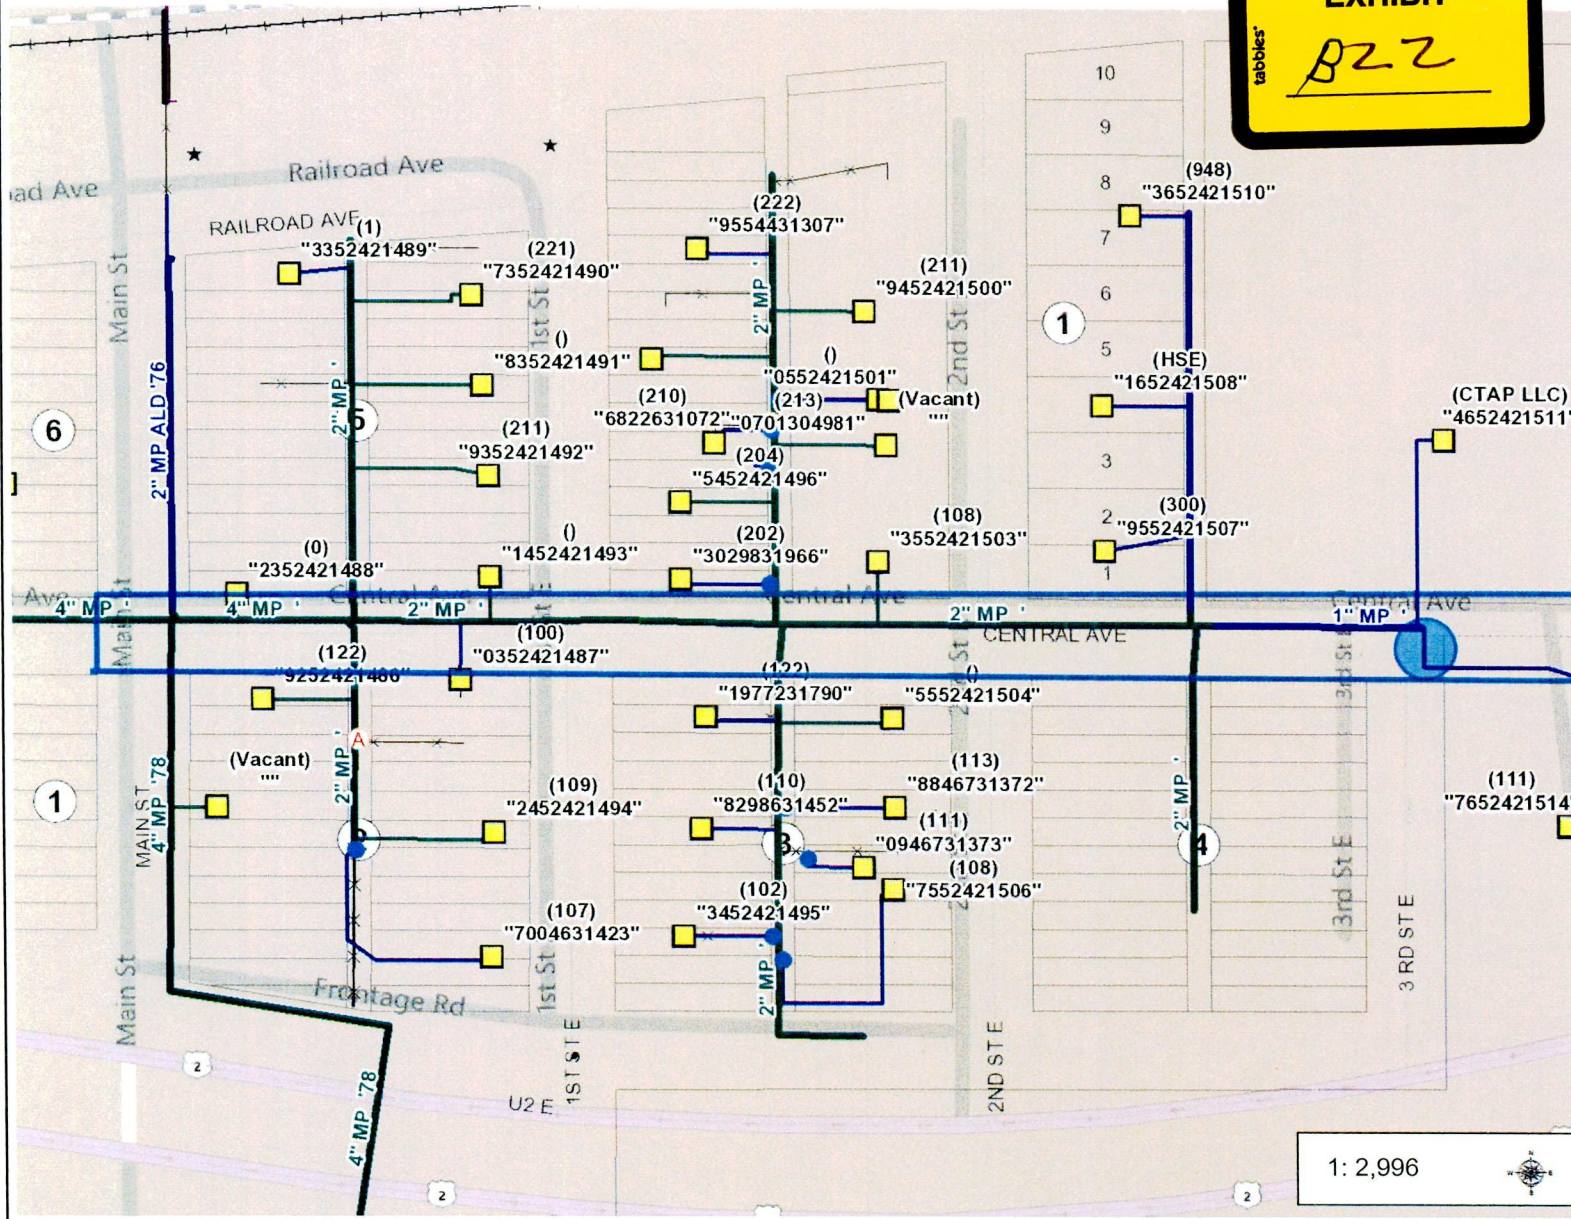 EXHIBIT
tabbies®
B22
10
9
8
7
6
5
3
2
1
Railroad Ave
oad Ave
RAILROAD AVE
(1)
"3352421489"
(221)
"7352421490"
(222)
"9554431307"
(948)
"3652421510"
(211)
"9452421500"
Main St
1st St
2nd St
2" MP '
1
()
"8352421491"
()
"0552421501"
(HSE)
"1652421508"
(CTAP LLC)
"4652421511"
2" MP ALD '76
2" MP '
6
5
(210)
"6822631072"
(213)
"0701304981"
(Vacant)
""
(211)
"9352421492"
(204)
"5452421496"
(300)
"9552421507"
(0)
"2352421488"
()
"1452421493"
(202)
"3029831966"
(108)
"3552421503"
Ave
Central Ave
Central Ave
Central Ave
4" MP '
4" MP '
2" MP '
2" MP '
1" MP '
CENTRAL AVE
Main St
3rd St E
(122)
"9252421486"
(100)
"0352421487"
(122)
"1977231790"
()
"5552421504"
A
(Vacant)
""
2" MP '
2" MP '
(109)
"2452421494"
(110)
"8298631452"
(113)
"8846731372"
(111)
"7652421514"
1
MAIN ST
4" MP '78
3
4
(111)
"0946731373"
(108)
"7552421506"
(107)
"7004631423"
(102)
"3452421495"
2" MP '
3rd St E
3 RD ST E
Main St
Frontage Rd
1st St
1ST ST E
2ND ST E
2
U2 E
4" MP '78
2
2
1: 2,996
N
W
E
S